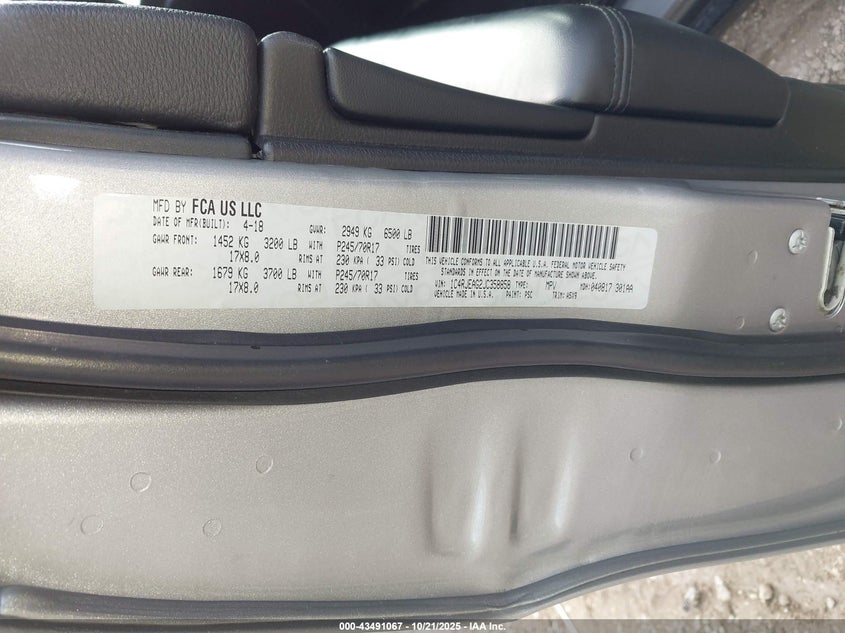 MFD BY FCA US LLC
DATE OF MFR(BUILT): 4-18 GVWR: 2949 KG 6500 LB
GAWR FRONT: 1452 KG 3200 LB WITH P245/70R17 TIRES
17X8.0 RIMS AT 230 KPA ( 33 PSI) COLD
GAWR REAR: 1679 KG 3700 LB WITH P245/70R17 TIRES
17X8.0 RIMS AT 230 KPA ( 33 PSI) COLD
THIS VEHICLE CONFORMS TO ALL APPLICABLE U.S.A. FEDERAL MOTOR VEHICLE SAFETY
STANDARDS IN EFFECT ON THE DATE OF MANUFACTURE SHOWN ABOVE.
VIN: 1C4RJEAG2JC358858 TYPE: MPV MDH: 040817 301AA
VEHICLE MADE IN U.S.A. PAINT: PSC TRIM: A5X9
000-43491067 - 10/21/2025 - IAA Inc.